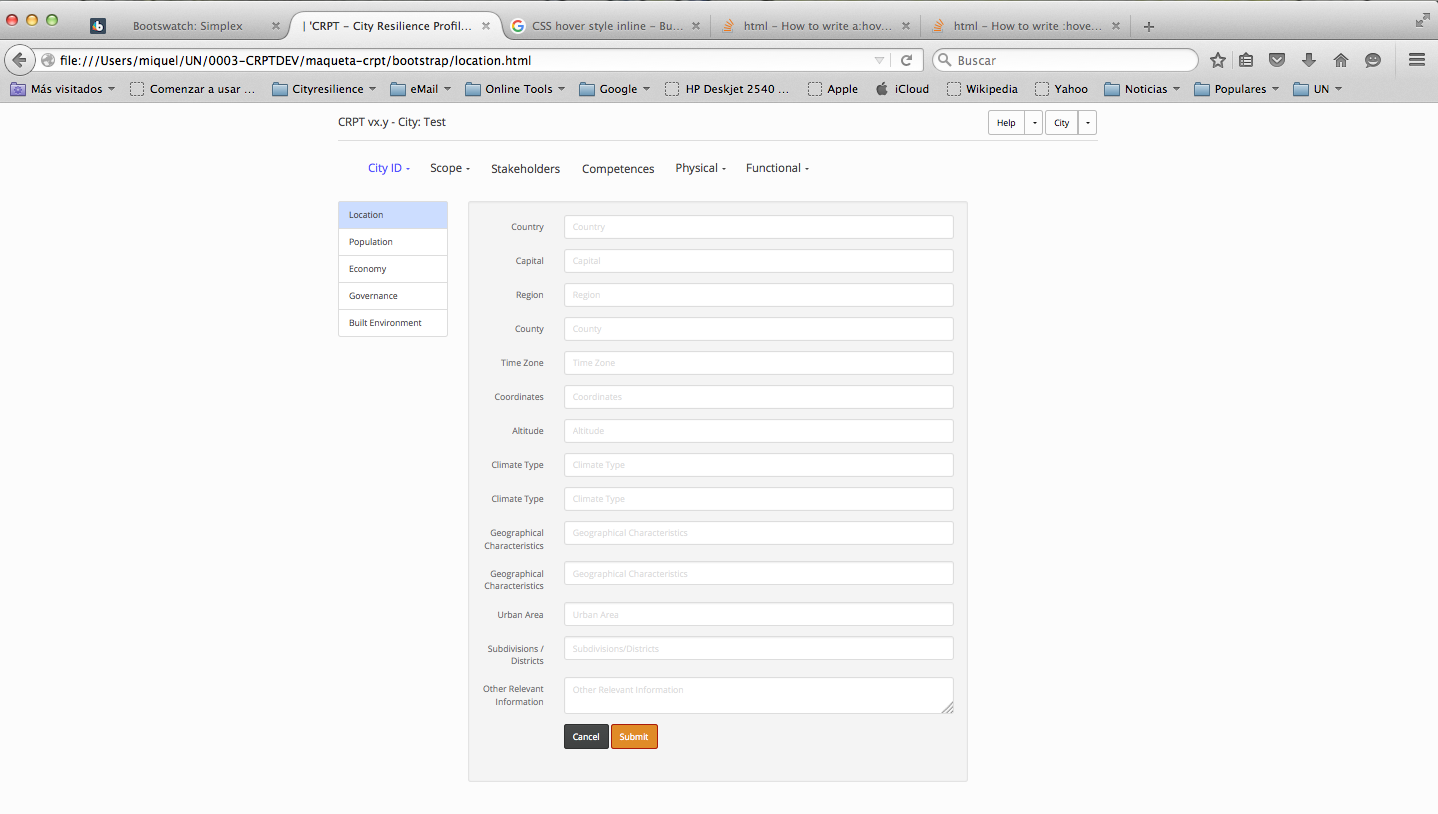 Bootswatch: Simplex
| 'CRPT – City Resilience Profil...
CSS hover style inline – Bu...
html – How to write a:hov...
html – How to write :hove...
file:///Users/miquel/UN/0003-CRPTDEV/maqueta-crpt/bootstrap/location.html
Buscar
Más visitados
Comenzar a usar ...
Cityresilience
eMail
Online Tools
Google
HP Deskjet 2540 ...
Apple
iCloud
Wikipedia
Yahoo
Noticias
Populares
UN
CRPT vx.y - City: Test
Help
City
City ID
Scope
Stakeholders
Competences
Physical
Functional
Location
Population
Economy
Governance
Built Environment
Country
Country
Capital
Capital
Region
Region
County
County
Time Zone
Time Zone
Coordinates
Coordinates
Altitude
Altitude
Climate Type
Climate Type
Climate Type
Climate Type
Geographical
Characteristics
Geographical Characteristics
Geographical
Characteristics
Geographical Characteristics
Urban Area
Urban Area
Subdivisions /
Districts
Subdivisions/Districts
Other Relevant
Information
Other Relevant Information
Cancel
Submit